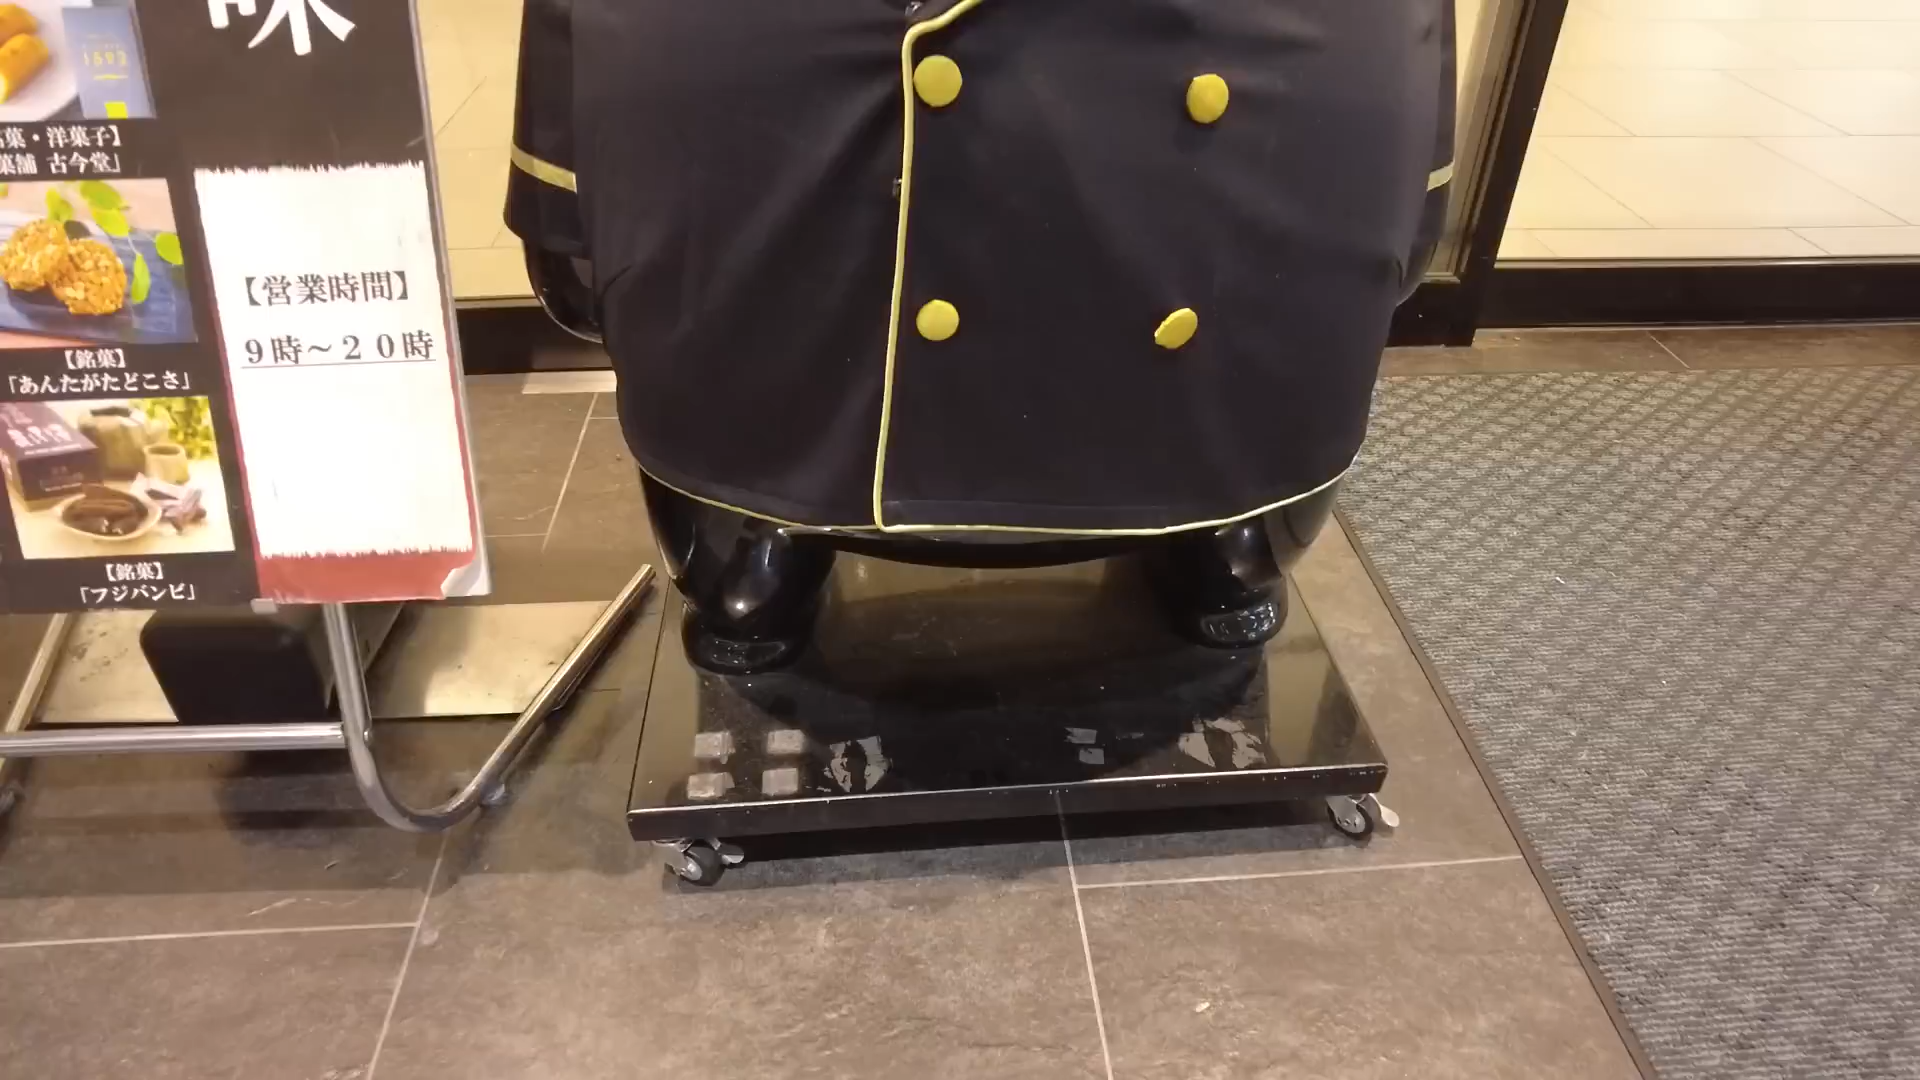 味
菓・洋菓子】
菓舗 古今堂」
【銘菓】
「あんたがたどこさ」
【銘菓】
「フジバンビ」
【営業時間】
9時～20時